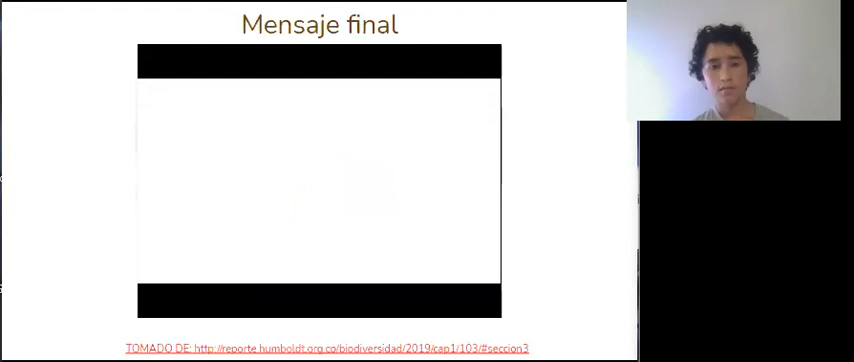 Mensaje final
TOMADO DE: http://reporte.humboldt.org.co/biodiversidad/2019/cap1/103/#seccion3